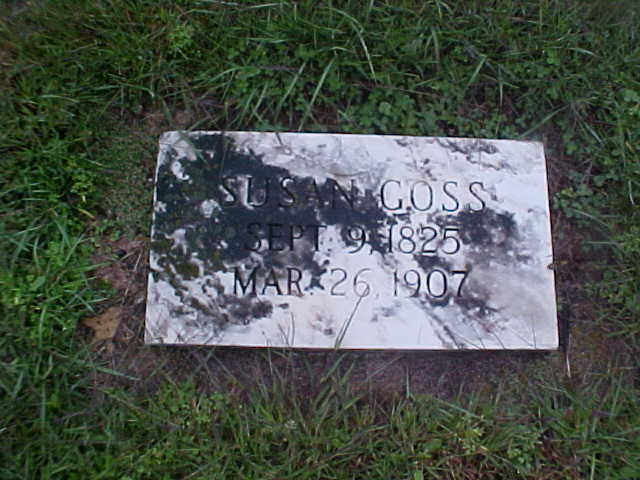 SUSAN GOSS
SEPT. 9, 1825
MAR. 26, 1907